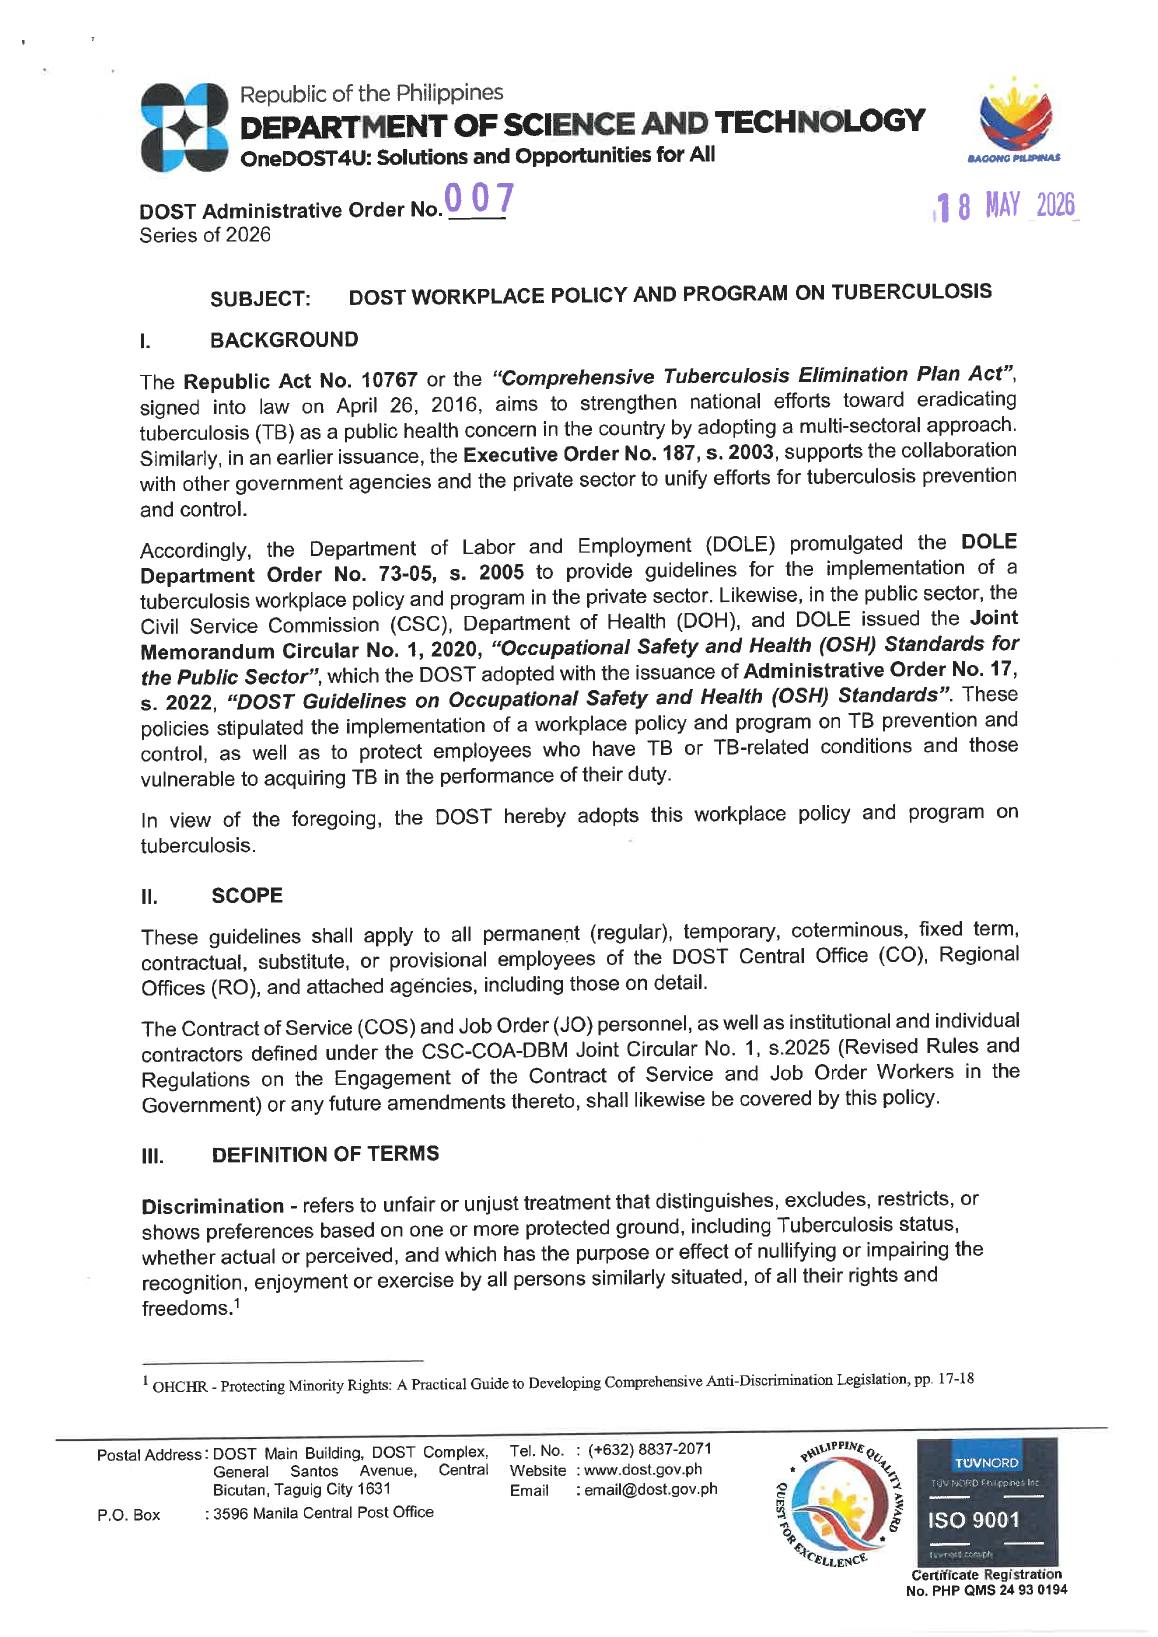 Republic of the Philippines
DEPARTMENT OF SCIENCE AND TECHNOLOGY
OneDOST4U: Solutions and Opportunities for All
BAGONG PILIPINAS
DOST Administrative Order No. 007
Series of 2026
18 MAY 2026
SUBJECT: DOST WORKPLACE POLICY AND PROGRAM ON TUBERCULOSIS
I. BACKGROUND
The Republic Act No. 10767 or the “Comprehensive Tuberculosis Elimination Plan Act”,
signed into law on April 26, 2016, aims to strengthen national efforts toward eradicating
tuberculosis (TB) as a public health concern in the country by adopting a multi-sectoral approach.
Similarly, in an earlier issuance, the Executive Order No. 187, s. 2003, supports the collaboration
with other government agencies and the private sector to unify efforts for tuberculosis prevention
and control.
Accordingly, the Department of Labor and Employment (DOLE) promulgated the DOLE
Department Order No. 73-05, s. 2005 to provide guidelines for the implementation of a
tuberculosis workplace policy and program in the private sector. Likewise, in the public sector, the
Civil Service Commission (CSC), Department of Health (DOH), and DOLE issued the Joint
Memorandum Circular No. 1, 2020, “Occupational Safety and Health (OSH) Standards for
the Public Sector”, which the DOST adopted with the issuance of Administrative Order No. 17,
s. 2022, “DOST Guidelines on Occupational Safety and Health (OSH) Standards”. These
policies stipulated the implementation of a workplace policy and program on TB prevention and
control, as well as to protect employees who have TB or TB-related conditions and those
vulnerable to acquiring TB in the performance of their duty.
In view of the foregoing, the DOST hereby adopts this workplace policy and program on
tuberculosis.
II. SCOPE
These guidelines shall apply to all permanent (regular), temporary, coterminous, fixed term,
contractual, substitute, or provisional employees of the DOST Central Office (CO), Regional
Offices (RO), and attached agencies, including those on detail.
The Contract of Service (COS) and Job Order (JO) personnel, as well as institutional and individual
contractors defined under the CSC-COA-DBM Joint Circular No. 1, s.2025 (Revised Rules and
Regulations on the Engagement of the Contract of Service and Job Order Workers in the
Government) or any future amendments thereto, shall likewise be covered by this policy.
III. DEFINITION OF TERMS
Discrimination - refers to unfair or unjust treatment that distinguishes, excludes, restricts, or
shows preferences based on one or more protected ground, including Tuberculosis status,
whether actual or perceived, and which has the purpose or effect of nullifying or impairing the
recognition, enjoyment or exercise by all persons similarly situated, of all their rights and
freedoms.1
1 OHCHR - Protecting Minority Rights: A Practical Guide to Developing Comprehensive Anti-Discrimination Legislation, pp. 17-18
Postal Address : DOST Main Building, DOST Complex,
General Santos Avenue, Central
Bicutan, Taguig City 1631
P.O. Box : 3596 Manila Central Post Office
Tel. No. : (+632) 8837-2071
Website : www.dost.gov.ph
Email : email@dost.gov.ph
PHILIPPINE QUALITY AWARD
QUEST FOR EXCELLENCE
TÜVNORD
TÜV NORD Philippines Inc.
ISO 9001
tuvnord.com/ph
Certificate Registration
No. PHP QMS 24 93 0194